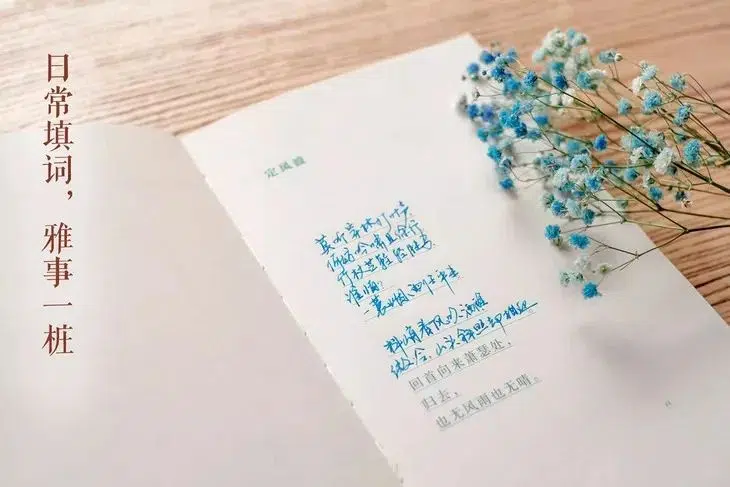 日常填词，雅事一桩
定风波
莫听穿林打叶声
何妨吟啸且徐行
竹杖芒鞋轻胜马
谁怕?
一蓑烟雨任平生
料峭春风吹酒醒
微冷，山头斜照却相迎
回首向来萧瑟处，
归去，
也无风雨也无晴。